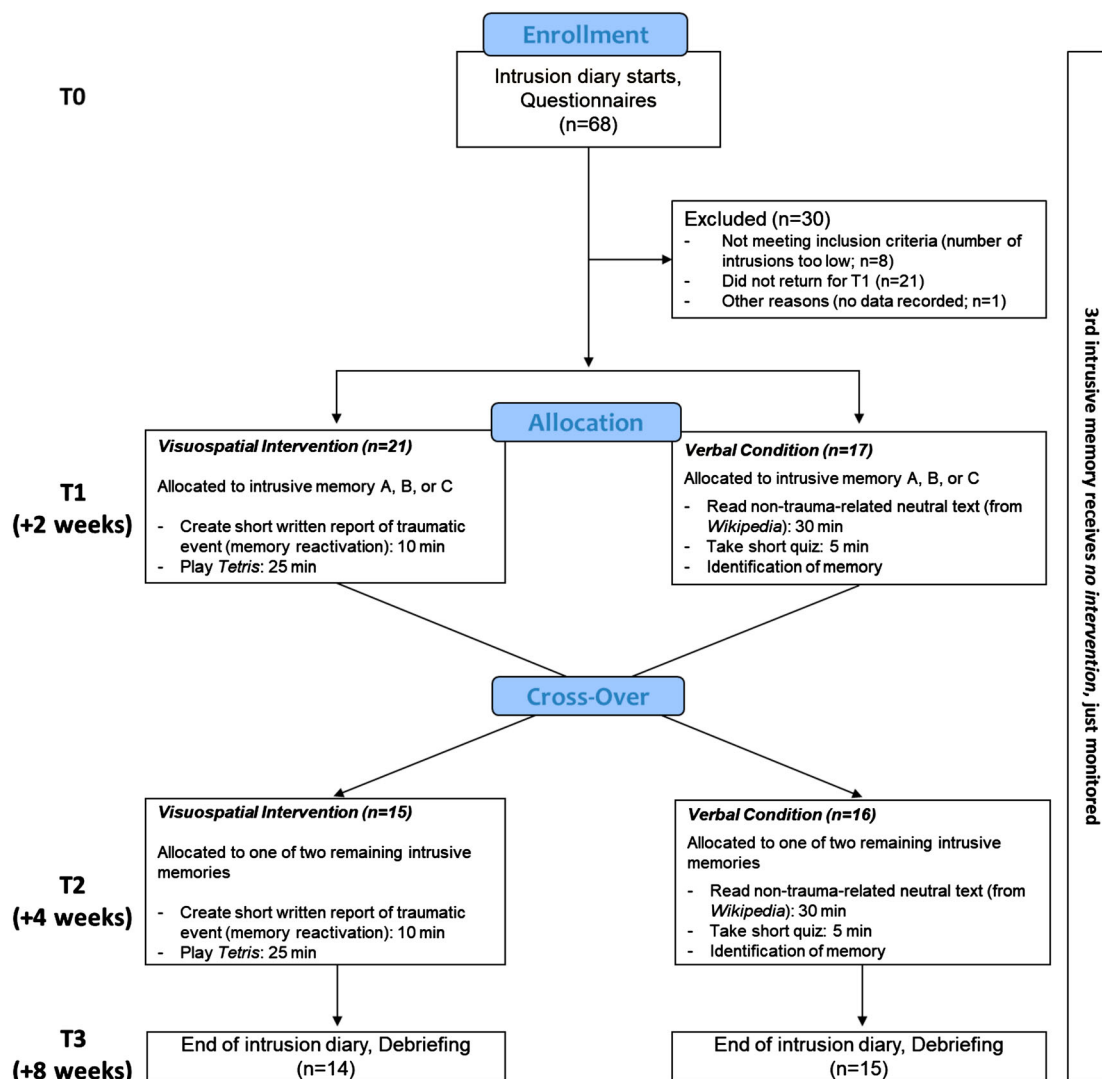 Enrollment
T0
Intrusion diary starts,
Questionnaires
(n=68)
Excluded (n=30)
- Not meeting inclusion criteria (number of
intrusions too low; n=8)
- Did not return for T1 (n=21)
- Other reasons (no data recorded; n=1)
Allocation
T1
(+2 weeks)
Visuospatial Intervention (n=21)
Allocated to intrusive memory A, B, or C
- Create short written report of traumatic
event (memory reactivation): 10 min
- Play Tetris: 25 min
Verbal Condition (n=17)
Allocated to intrusive memory A, B, or C
- Read non-trauma-related neutral text (from
Wikipedia): 30 min
- Take short quiz: 5 min
- Identification of memory
Cross-Over
T2
(+4 weeks)
Visuospatial Intervention (n=15)
Allocated to one of two remaining intrusive
memories
- Create short written report of traumatic
event (memory reactivation): 10 min
- Play Tetris: 25 min
Verbal Condition (n=16)
Allocated to one of two remaining intrusive
memories
- Read non-trauma-related neutral text (from
Wikipedia): 30 min
- Take short quiz: 5 min
- Identification of memory
T3
(+8 weeks)
End of intrusion diary, Debriefing
(n=14)
End of intrusion diary, Debriefing
(n=15)
3rd intrusive memory receives no intervention, just monitored